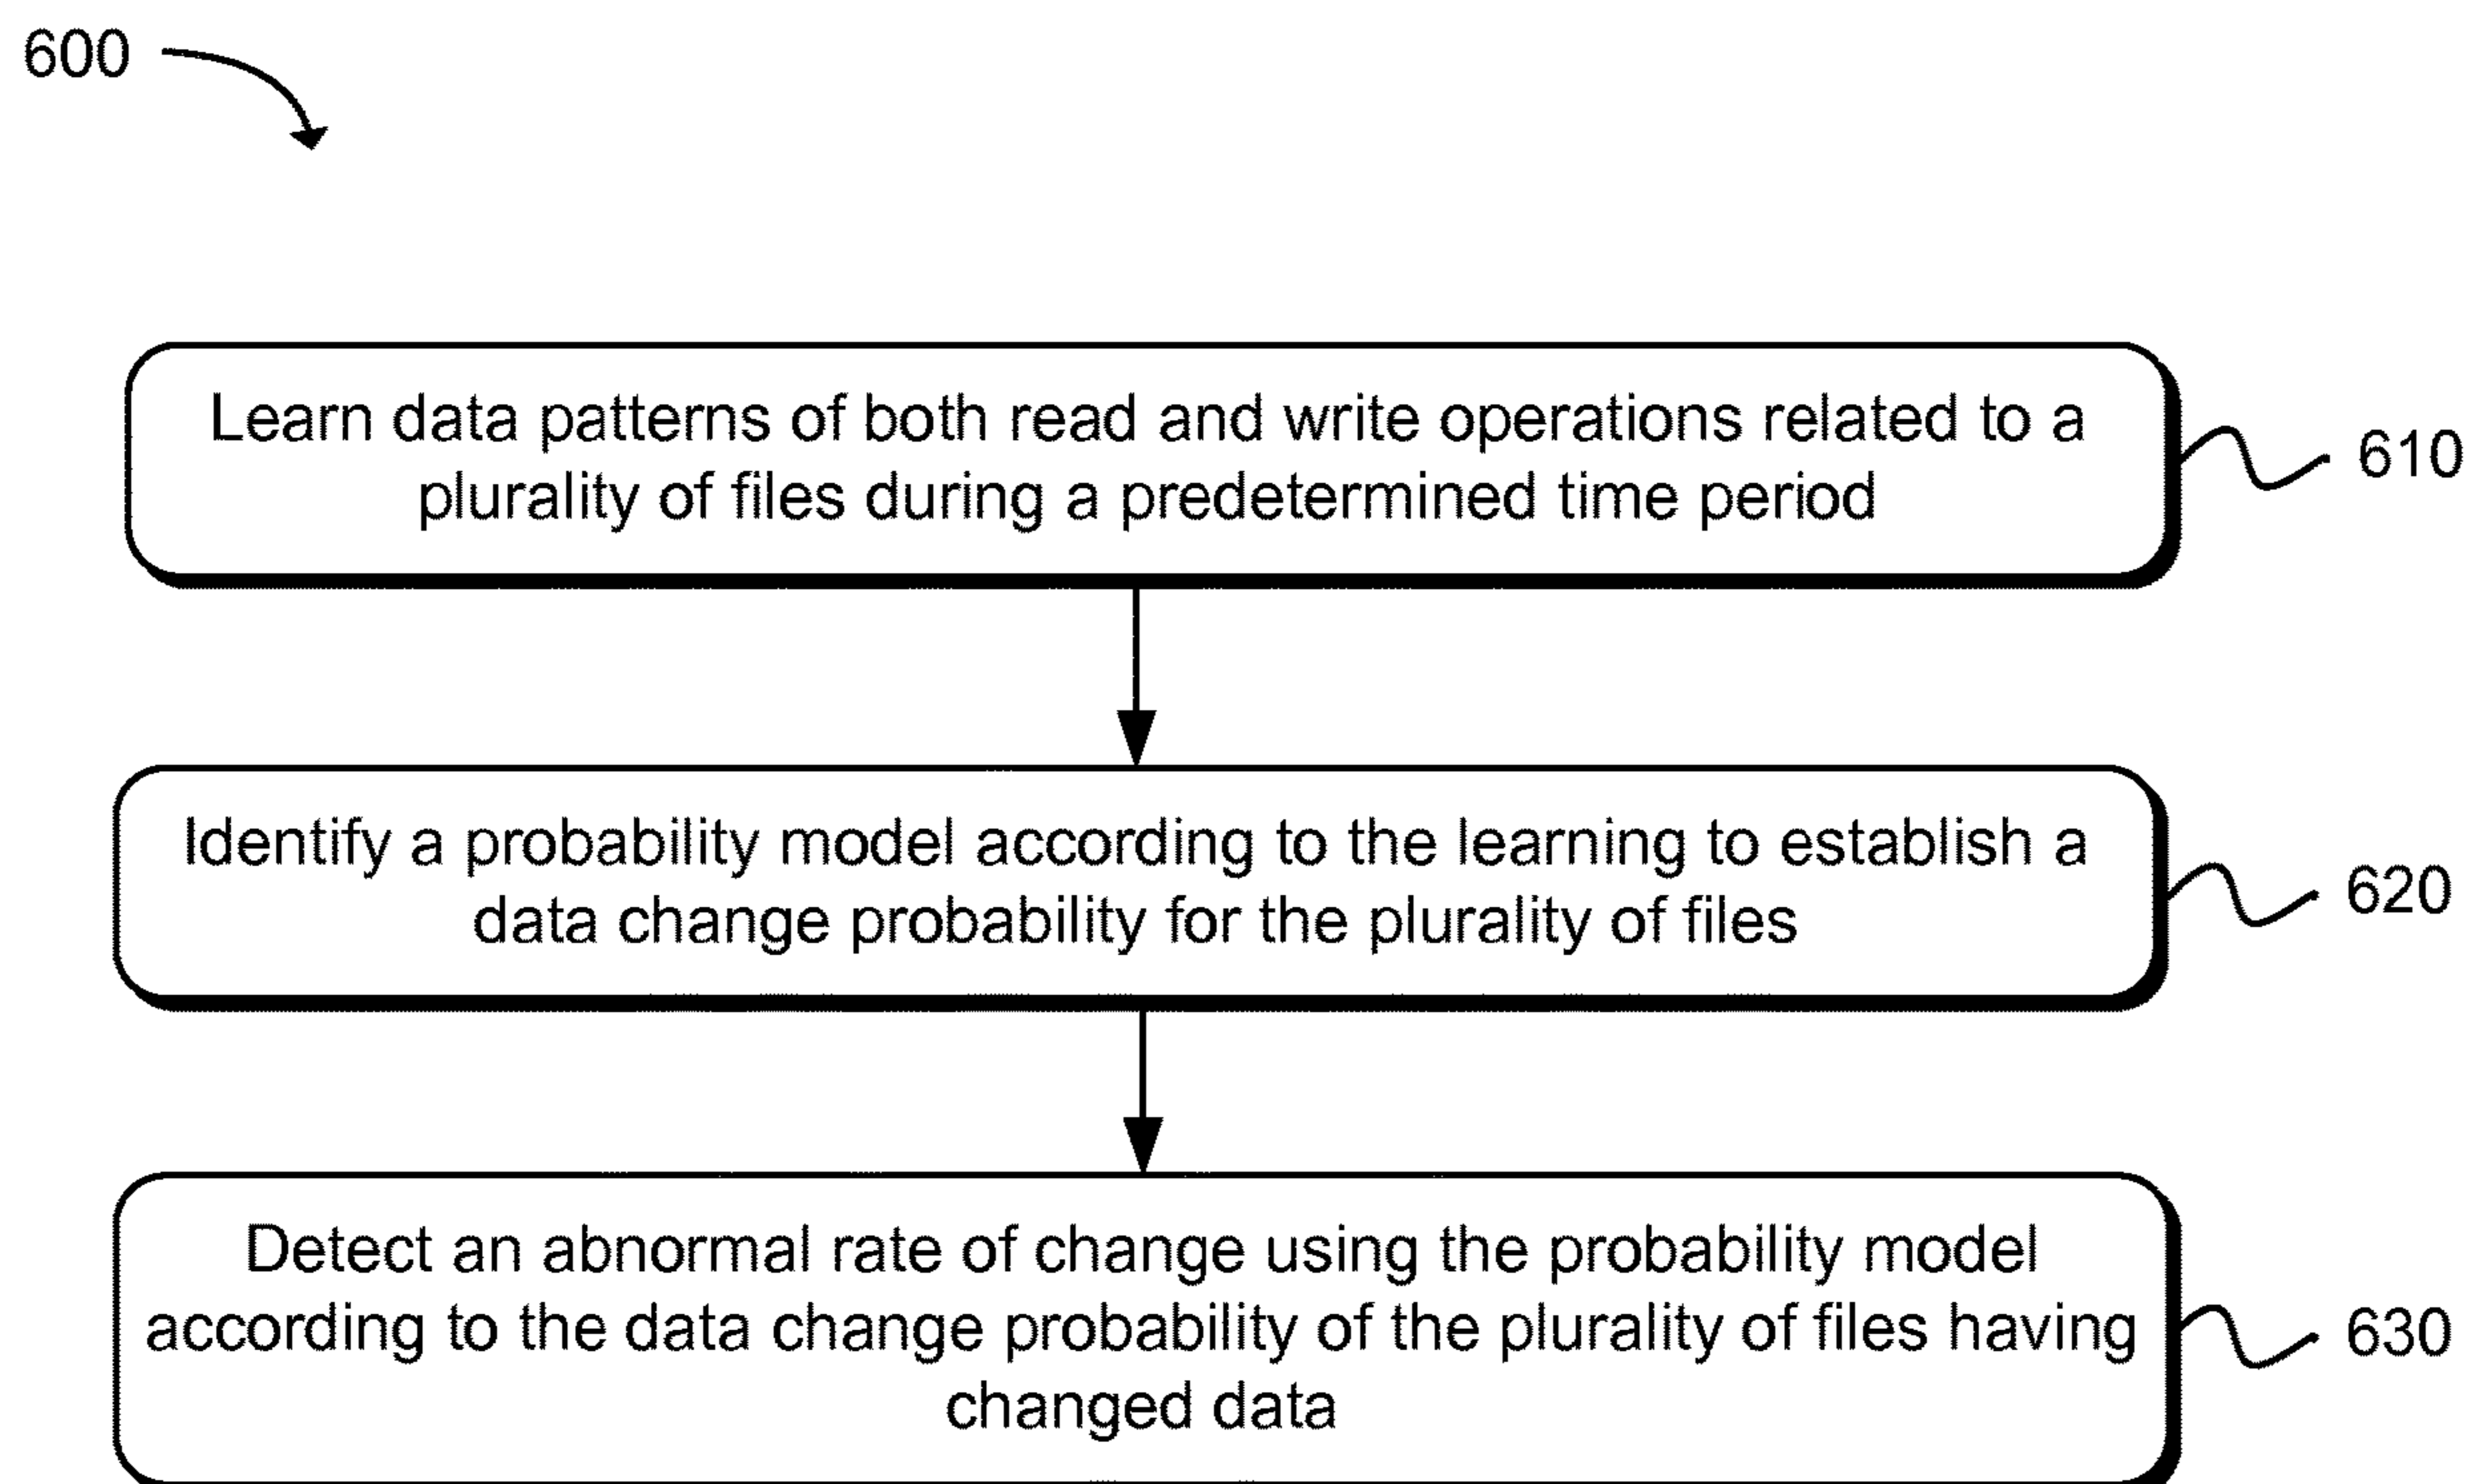 600
Learn data patterns of both read and write operations related to a
plurality of files during a predetermined time period
610
Identify a probability model according to the learning to establish a
data change probability for the plurality of files
620
Detect an abnormal rate of change using the probability model
according to the data change probability of the plurality of files having
changed data
630